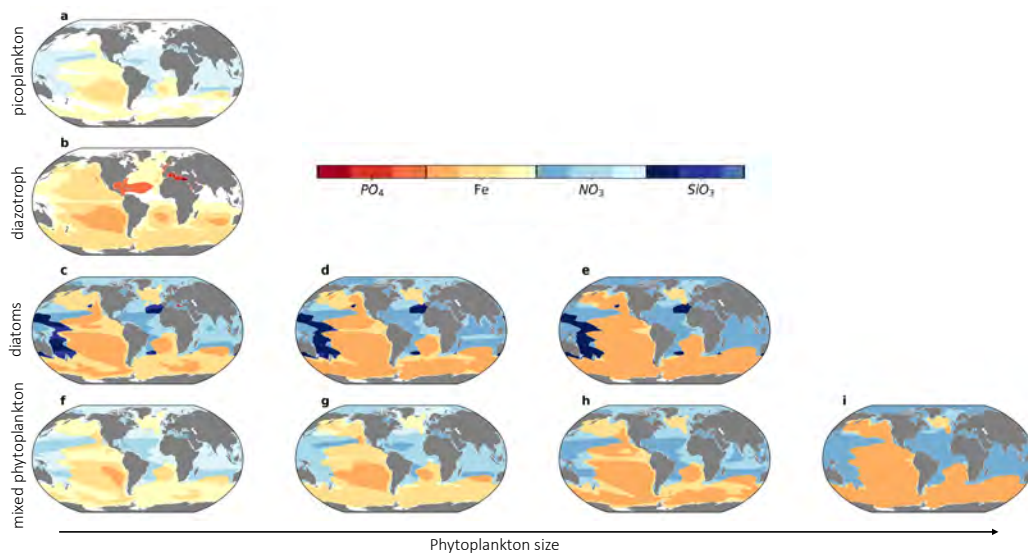 a
picoplankton
b
diazotroph
PO₄ Fe NO₃ SiO₃
c d e
diatoms
f g h i
mixed phytoplankton
Phytoplankton size